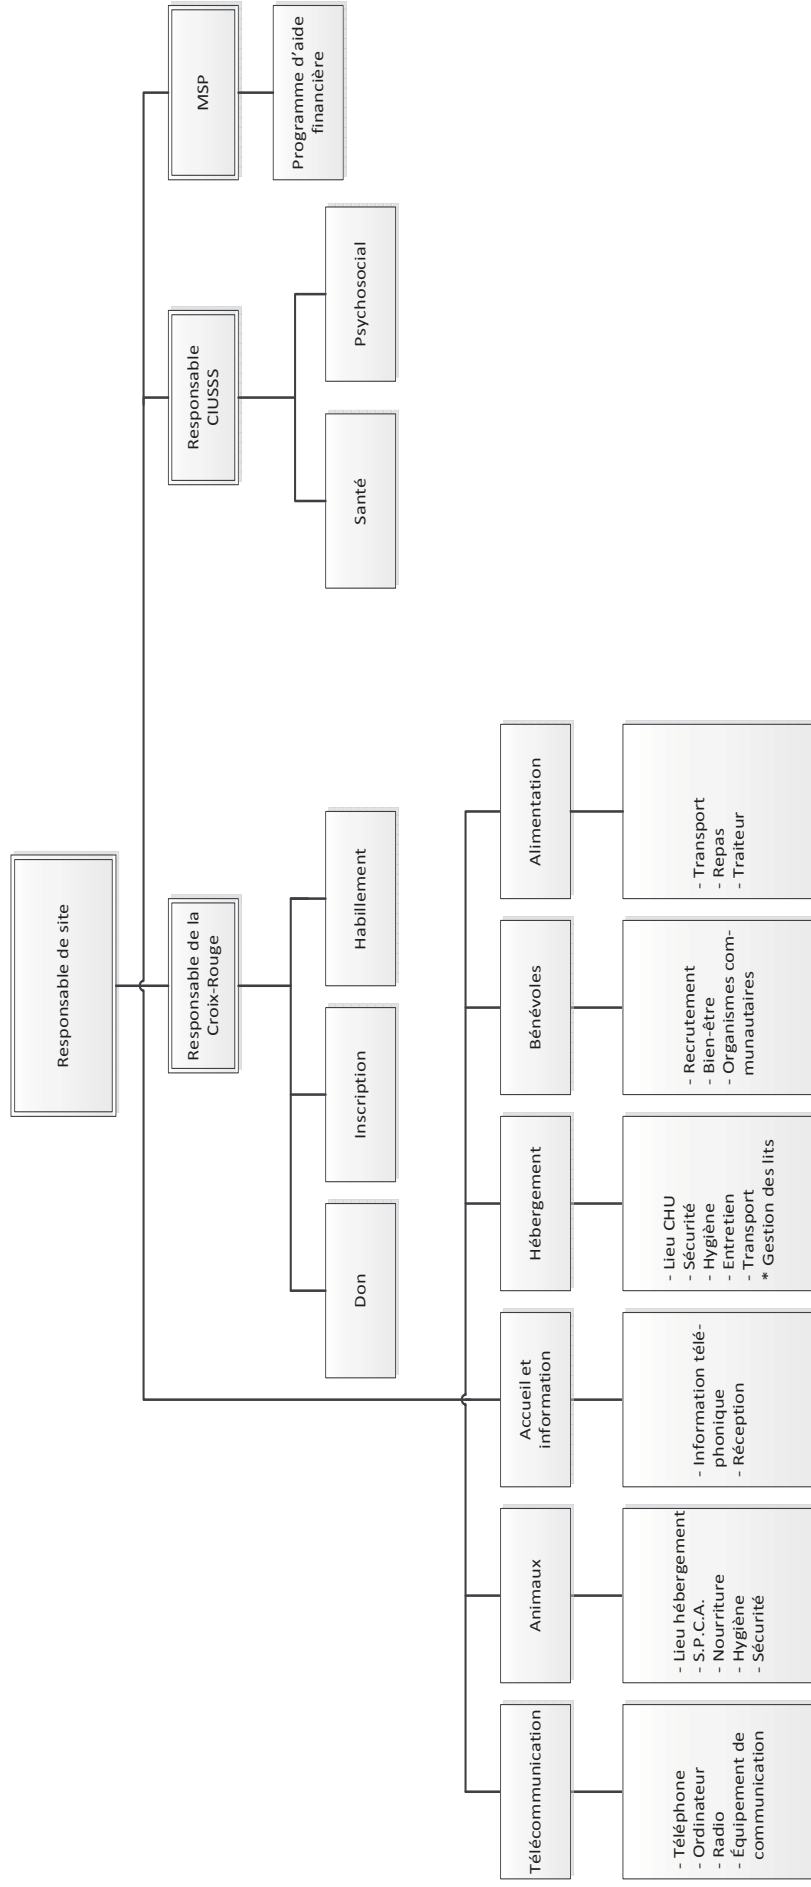 Responsable de site
Responsable de la
Croix-Rouge
Responsable
CIUSSS
MSP
Don
Inscription
Habillement
Santé
Psychosocial
Programme d’aide
financière
Télécommunication
Animaux
Accueil et
information
Hébergement
Bénévoles
Alimentation
- Téléphone
- Ordinateur
- Radio
- Équipement de
communication
- Lieu hébergement
- S.P.C.A.
- Nourriture
- Hygiène
- Sécurité
- Information télé-
phonique
- Réception
- Lieu CHU
- Sécurité
- Hygiène
- Entretien
- Transport
* Gestion des lits
- Recrutement
- Bien-être
- Organismes com-
munautaires
- Transport
- Repas
- Traiteur